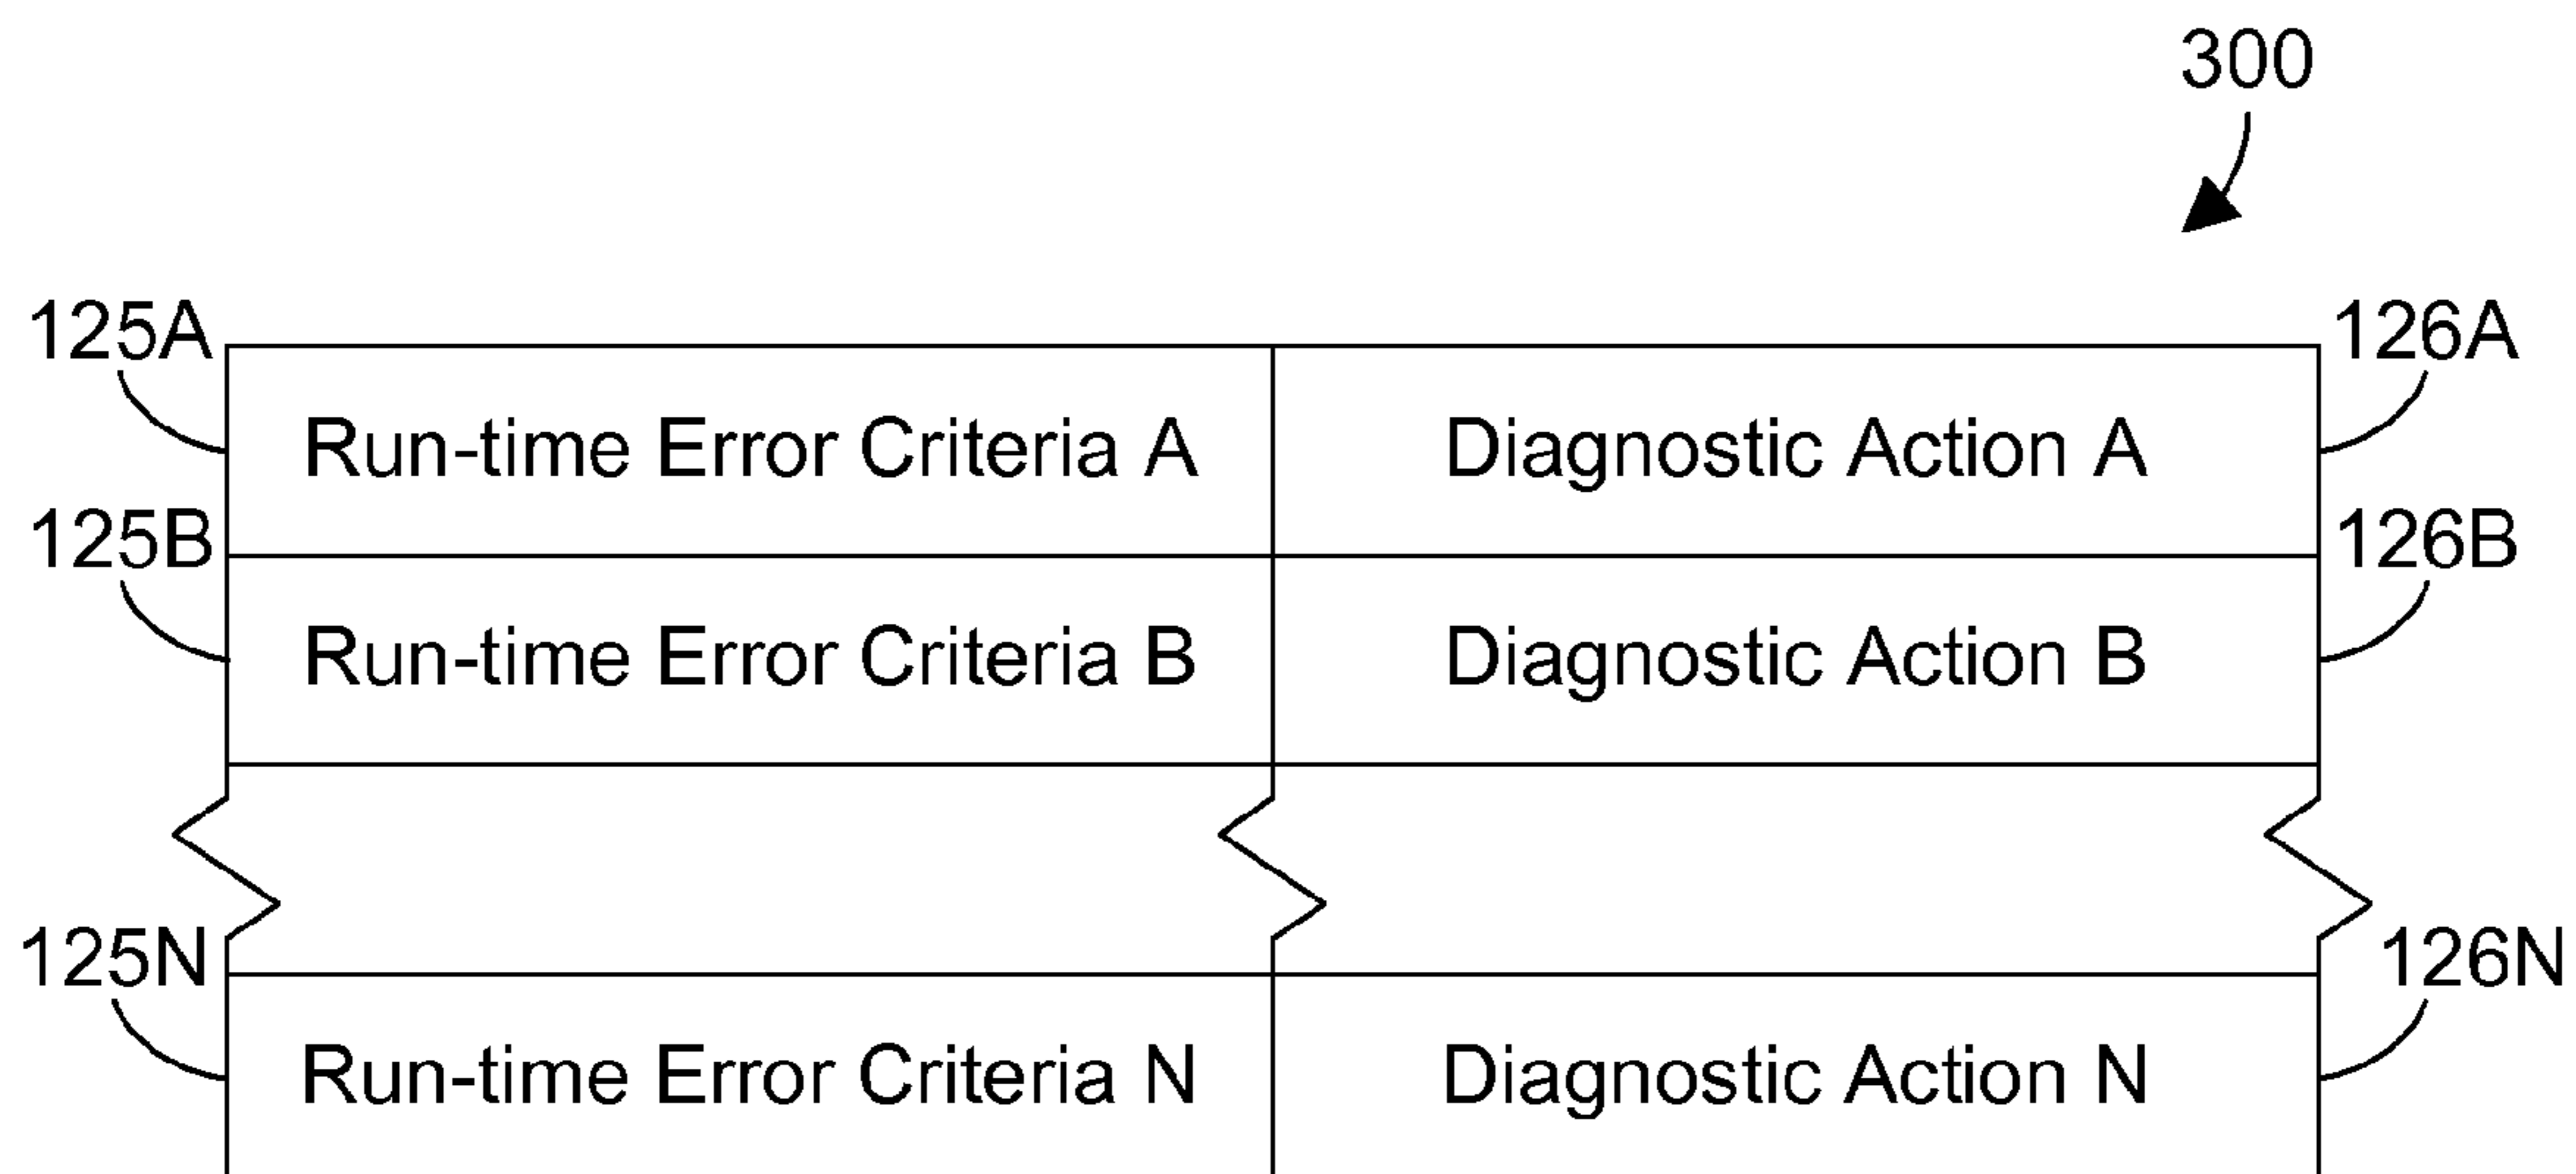 300
125A
126A
Run-time Error Criteria A
Diagnostic Action A
125B
126B
Run-time Error Criteria B
Diagnostic Action B
125N
126N
Run-time Error Criteria N
Diagnostic Action N